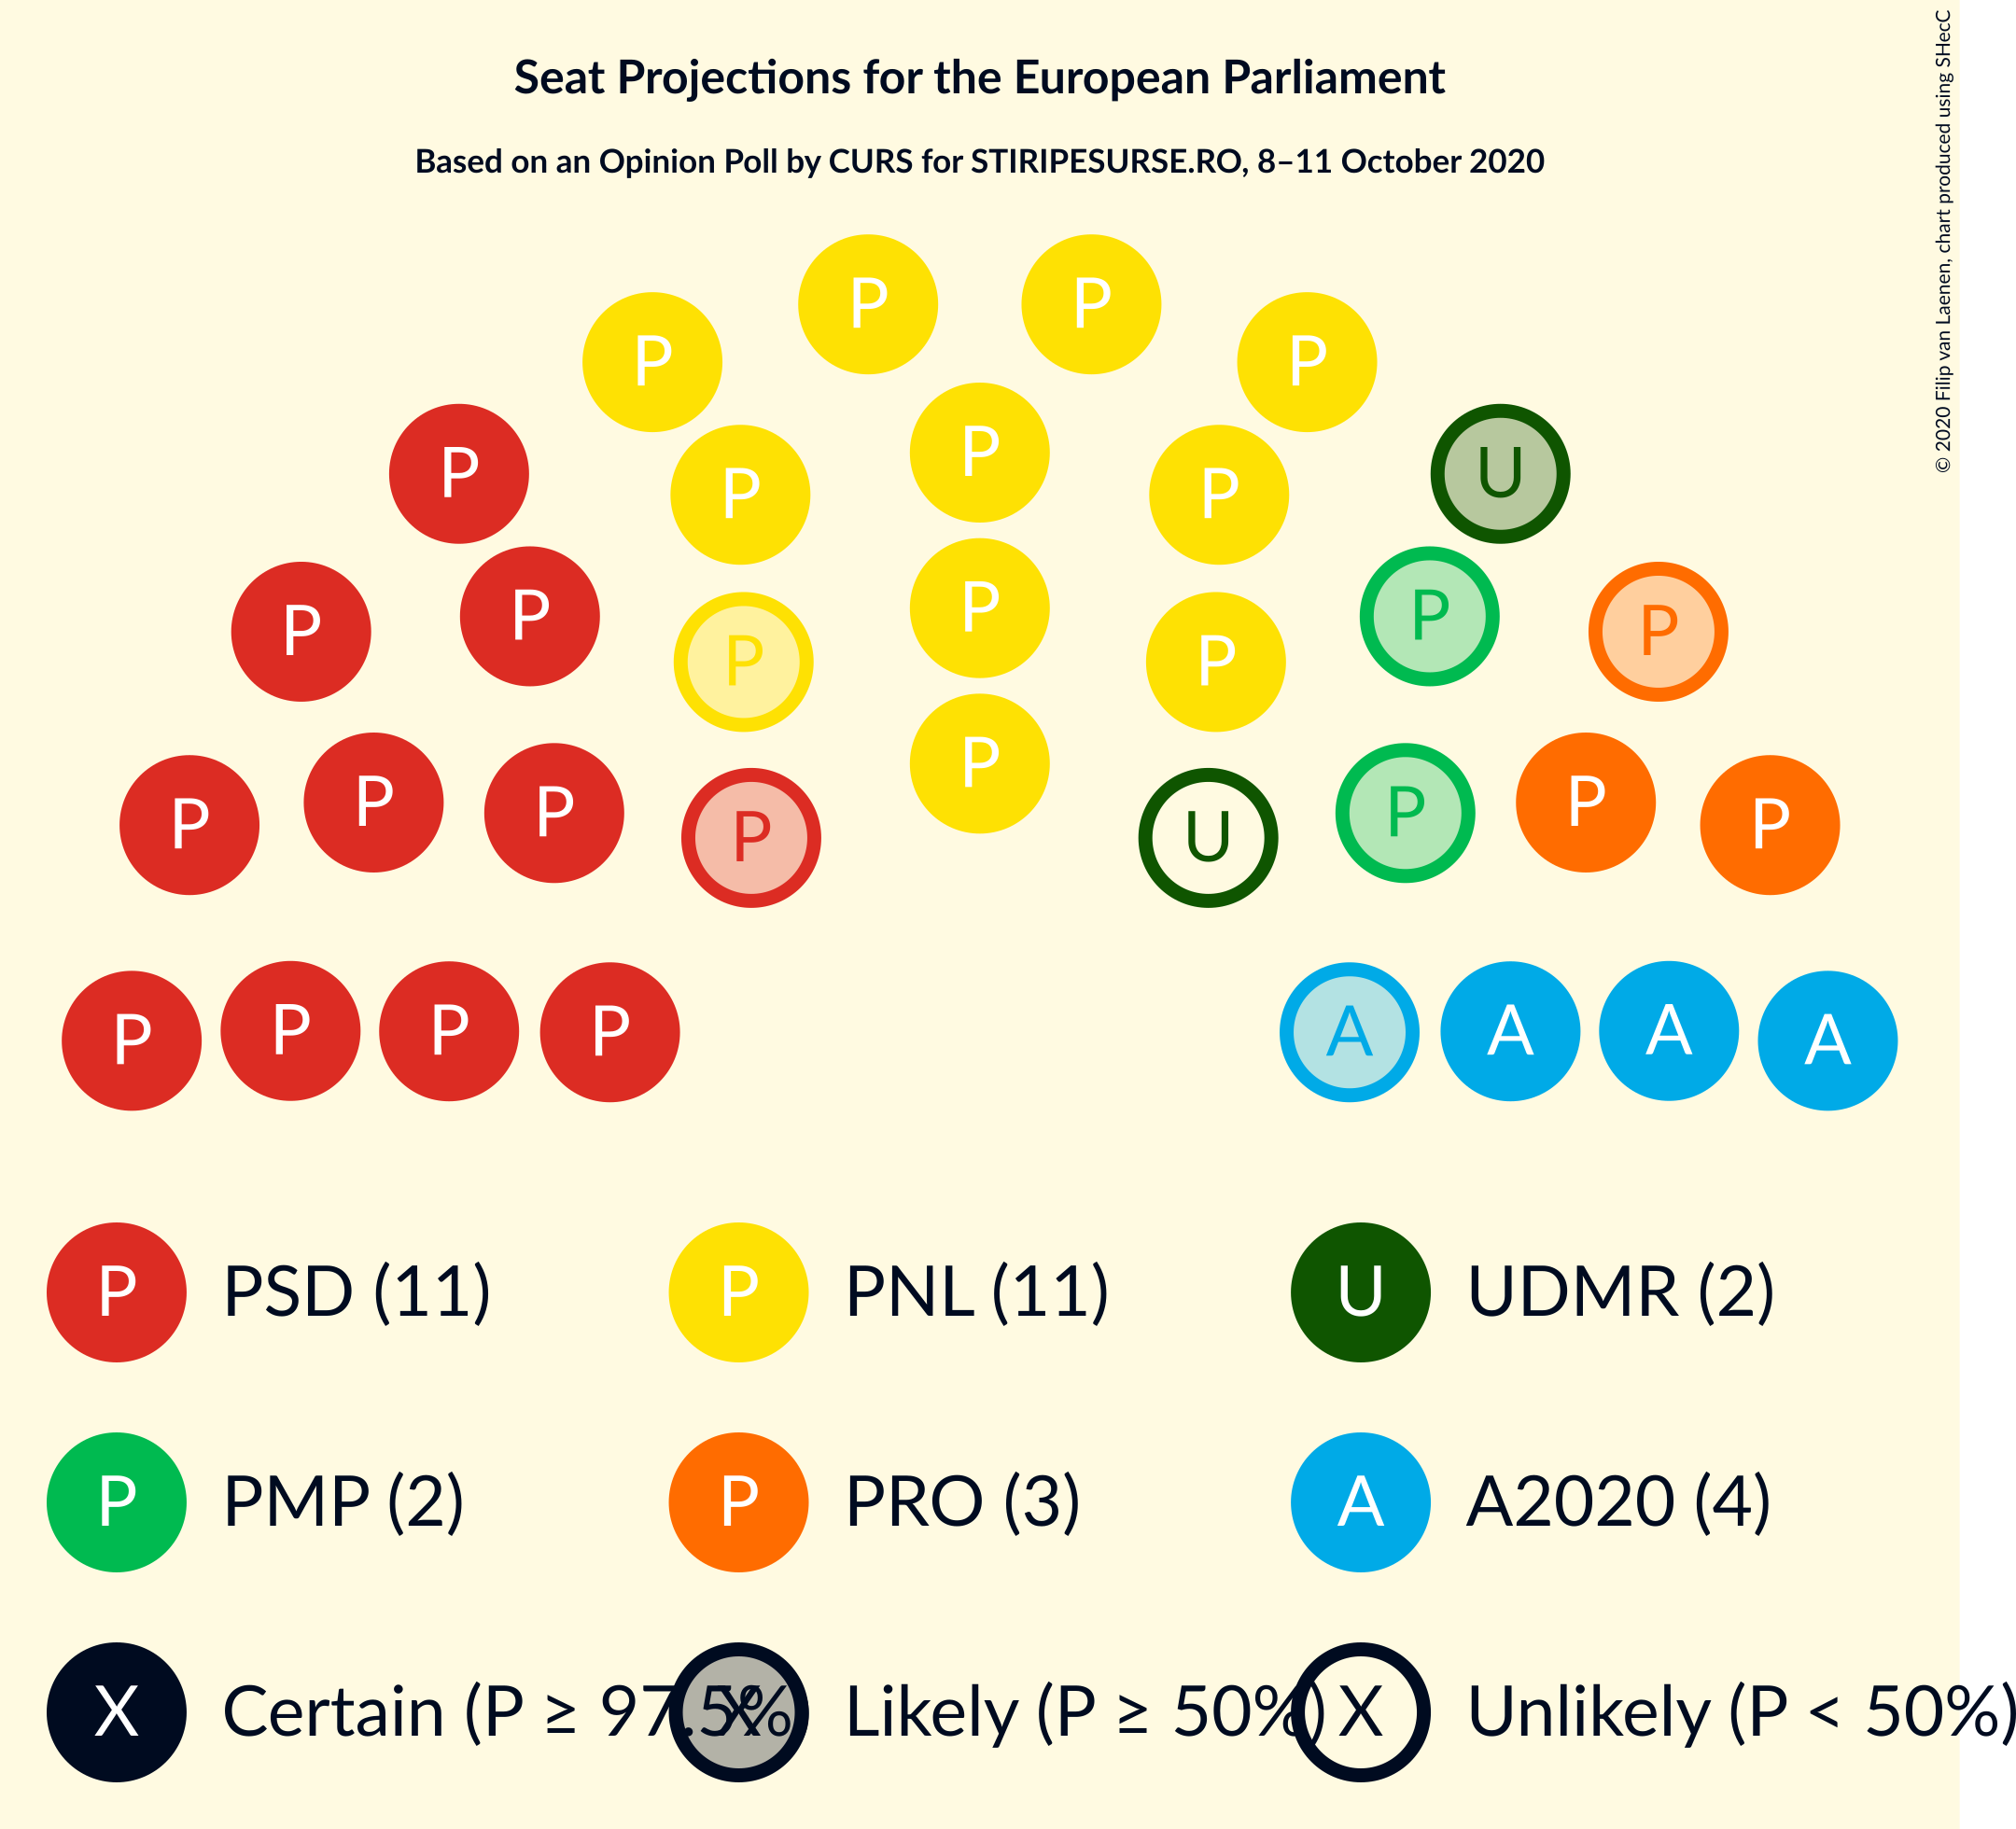 Seat Projections for the European Parliament
Based on an Opinion Poll by CURS for STIRIPESURSE.RO, 8–11 October 2020
© 2020 Filip van Laenen, chart produced using SHecC
P P
P P
P
P P P
U
P P
P
P P
P P
P
P P P P
P
U P P P
P P P P A A A A
P PSD (11) P PNL (11) U UDMR (2)
P PMP (2) P PRO (3) A A2020 (4)
X Certain (P ≥ 97.5% X Likely (P ≥ 50%) X Unlikely (P < 50%)